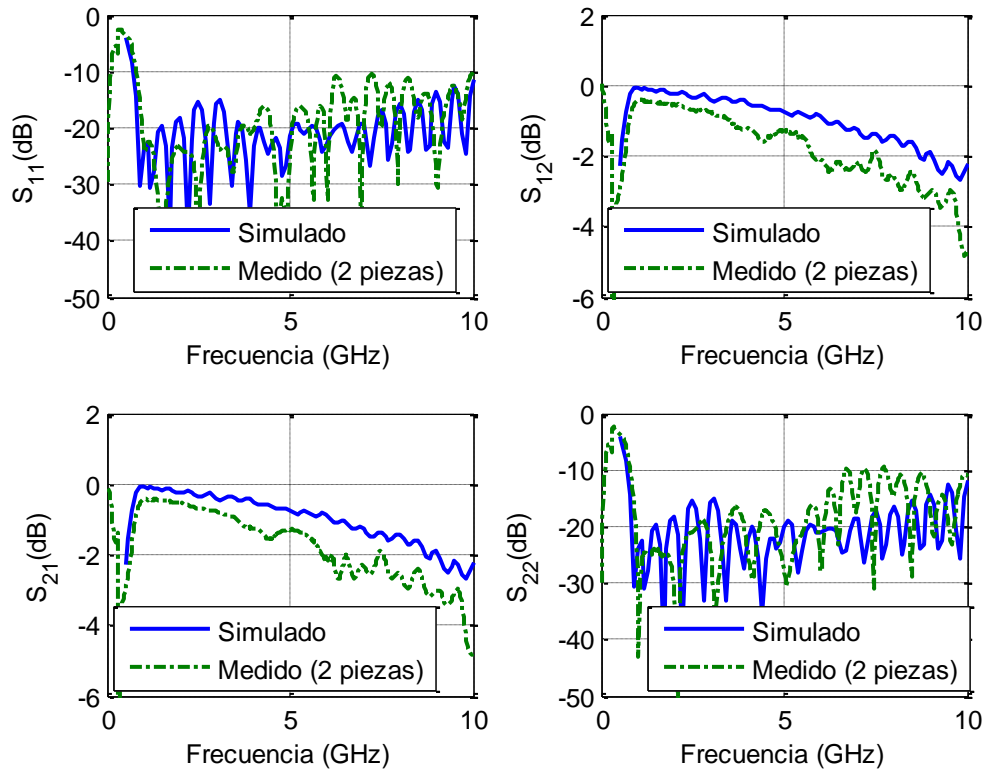 0
-10
-20
-30
-40
-50
S11(dB)
0
5
10
Frecuencia (GHz)
Simulado
Medido (2 piezas)
2
0
-2
-4
-6
S12(dB)
0
5
10
Frecuencia (GHz)
Simulado
Medido (2 piezas)
2
0
-2
-4
-6
S21(dB)
0
5
10
Frecuencia (GHz)
Simulado
Medido (2 piezas)
0
-10
-20
-30
-40
-50
S22(dB)
0
5
10
Frecuencia (GHz)
Simulado
Medido (2 piezas)